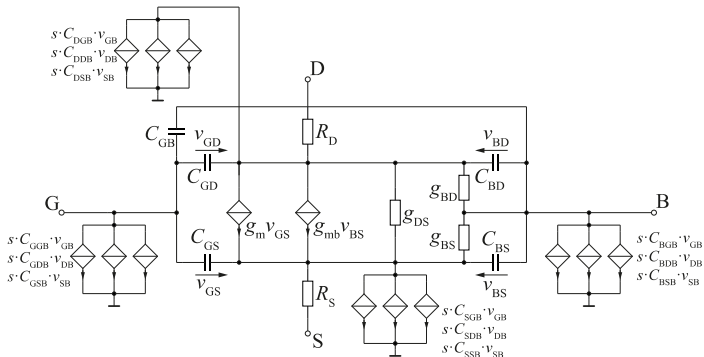 s·C_DGB·v_GB
s·C_DDB·v_DB
s·C_DSB·v_SB
D
C_GB
v_GD
R_D
v_BD
C_GD
g_BD
C_BD
G
B
g_m v_GS
g_mb v_BS
g_DS
s·C_GGB·v_GB
s·C_GDB·v_DB
s·C_GSB·v_SB
C_GS
g_BS
C_BS
s·C_BGB·v_GB
s·C_BDB·v_DB
s·C_BSB·v_SB
v_GS
R_S
v_BS
s·C_SGB·v_GB
s·C_SDB·v_DB
s·C_SSB·v_SB
S